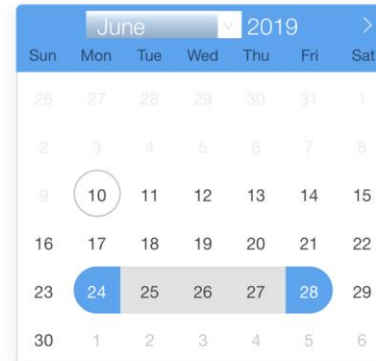 June 2019
Sun Mon Tue Wed Thu Fri Sat
26 27 28 29 30 31 1
2 3 4 5 6 7 8
9 10 11 12 13 14 15
16 17 18 19 20 21 22
23 24 25 26 27 28 29
30 1 2 3 4 5 6